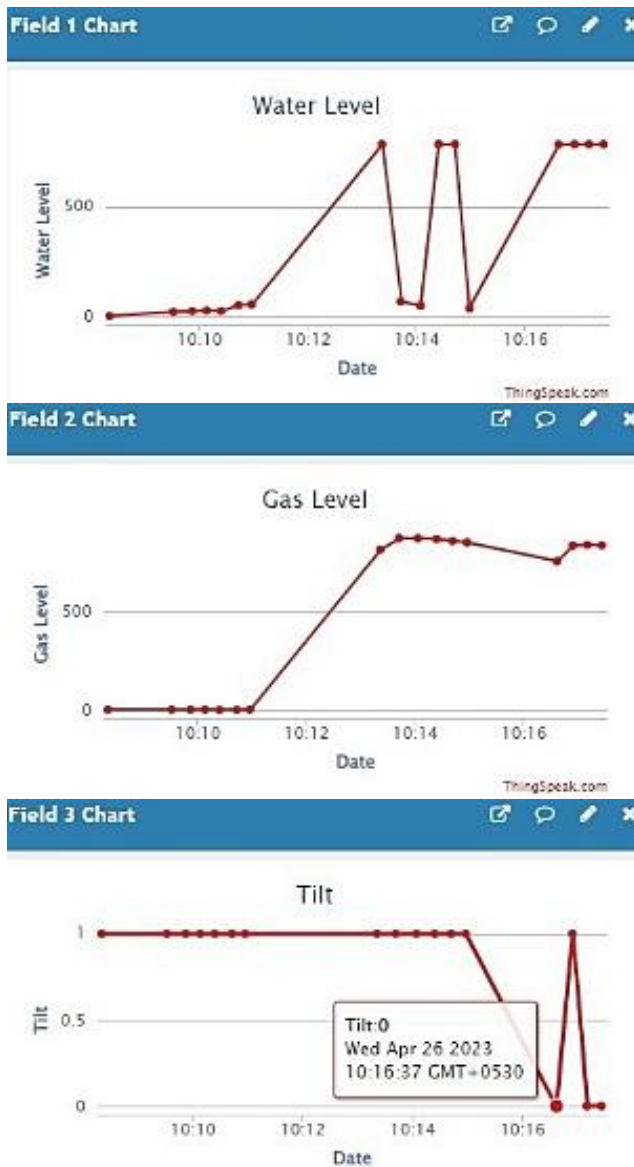 Field 1 Chart
Water Level
Water Level
500
0
10:10 10:12 10:14 10:16
Date
ThingSpeak.com
Field 2 Chart
Gas Level
Gas Level
500
0
10:10 10:12 10:14 10:16
Date
ThingSpeak.com
Field 3 Chart
Tilt
Tilt
1
0.5
0
Tilt:0
Wed Apr 26 2023
10:16:37 GMT+0530
10:10 10:12 10:14 10:16
Date